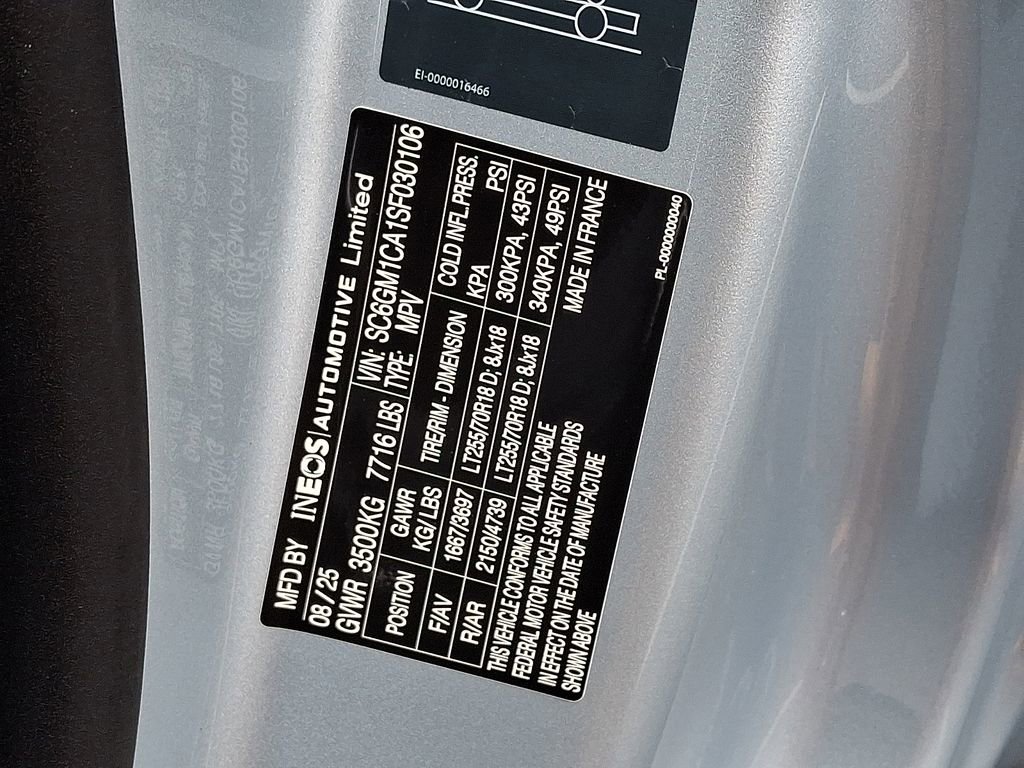 EI-0000016466
MFD BY INEOS | AUTOMOTIVE Limited
08 / 25 VIN: SC6GM1CA1SF030106
GVWR 3500KG 7716 LBS TYPE: MPV
POSITION GAWR KG/ LBS TIRE/RIM - DIMENSION COLD INFL.PRESS. KPA PSI
F/AV 1667/3697 LT255/70R18 D; 8Jx18 300KPA, 43PSI
R/AR 2150/4739 LT255/70R18 D; 8Jx18 340KPA, 49PSI
THIS VEHICLE CONFORMS TO ALL APPLICABLE
FEDERAL MOTOR VEHICLE SAFETY STANDARDS
IN EFFECT ON THE DATE OF MANUFACTURE
SHOWN ABOVE
MADE IN FRANCE
PL-0000000040